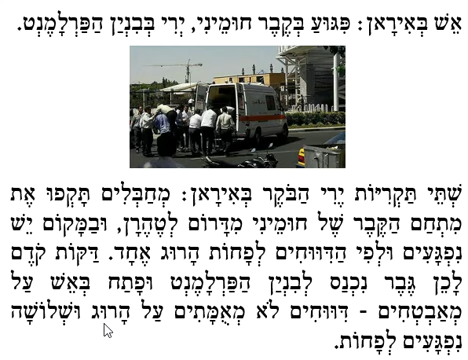 אֵשׁ בְּאִירָאן: פִּגּוּעַ בְּקֶבֶר חוּמֵינִי, יְרִי בְּבִנְיַן הַפַּרְלָמֶנְט.
שְׁתֵּי תַּקְרִיּוֹת יֶרִי הַבֹּקֶר בְּאִירָאן: מְחַבְּלִים תָּקְפוּ אֶת
מִתְחַם הַקֶּבֶר שֶׁל חוּמֵינִי מִדָּרוֹם לְטֶהֶרָן, וּבַמָּקוֹם יֵשׁ
נִפְגָּעִים וּלְפִי הַדִּוּוּחִים לְפָחוֹת הָרוּג אֶחָד. דַּקּוֹת קֹדֶם
לָכֵן גֶּבֶר נִכְנַס לְבִנְיַן הַפַּרְלָמֶנְט וּפָתַח בְּאֵשׁ עַל
מְאַבְטְחִים - דִּוּוּחִים לֹא מְאֻמָּתִים עַל הָרוּג וּשְׁלוֹשָׁה
נִפְגָּעִים לְפָחוֹת.